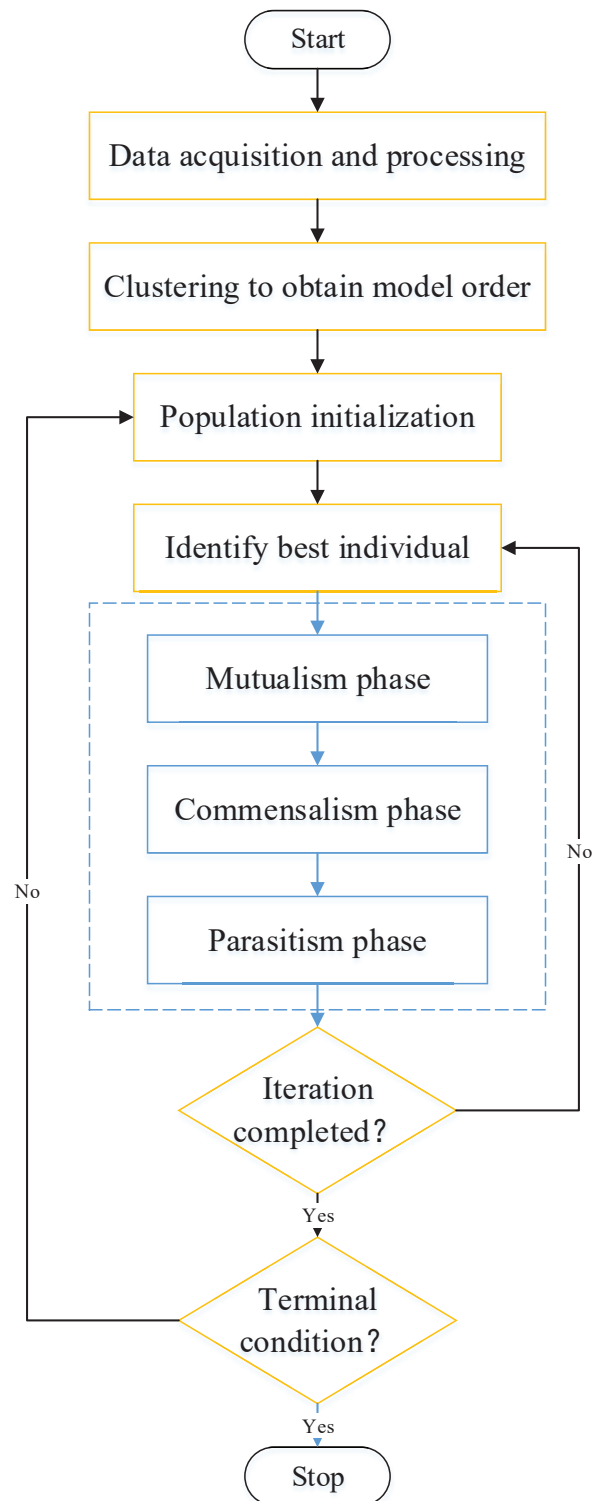 Start
Data acquisition and processing
Clustering to obtain model order
Population initialization
Identify best individual
Mutualism phase
Commensalism phase
No
No
Parasitism phase
Iteration
completed?
Yes
Terminal
condition?
Yes
Stop